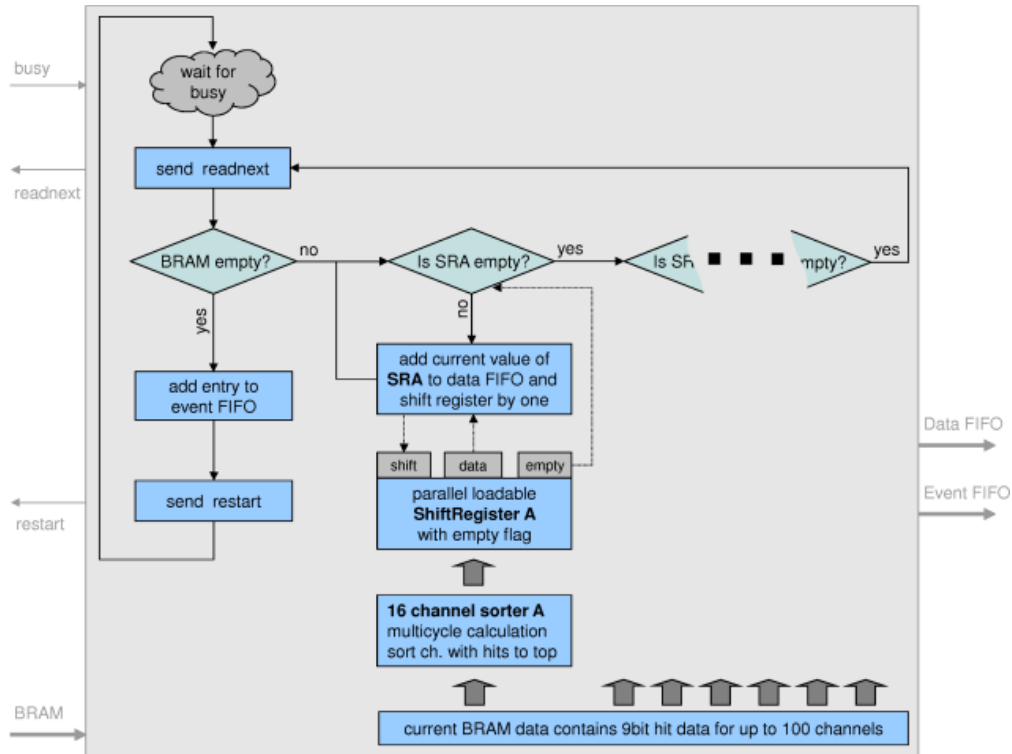 busy
wait for
busy
send readnext
readnext
BRAM empty?
no
Is SRA empty?
yes
Is SR
mpty?
yes
yes
no
add current value of
SRA to data FIFO and
shift register by one
add entry to
event FIFO
Data FIFO
shift
data
empty
Event FIFO
send restart
restart
parallel loadable
ShiftRegister A
with empty flag
16 channel sorter A
multicycle calculation
sort ch. with hits to top
BRAM
current BRAM data contains 9bit hit data for up to 100 channels